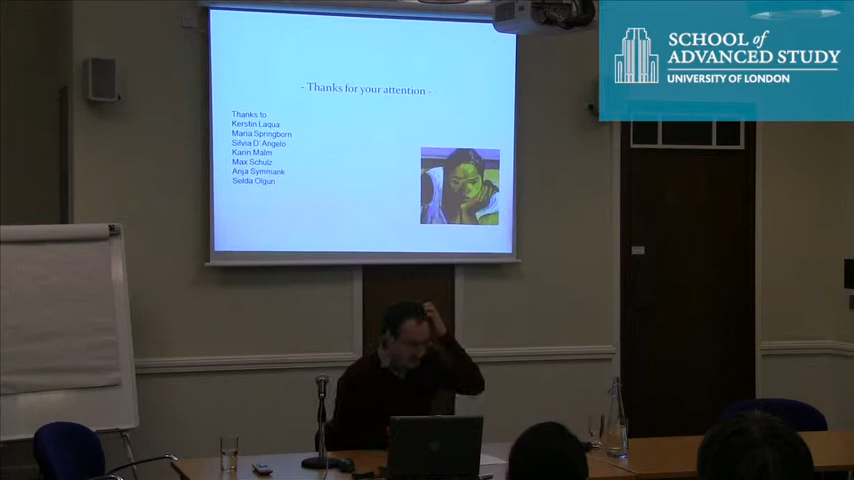 - Thanks for your attention -
Thanks to
Kerstin Laqua
Maria Springborn
Silvia D´Angelo
Karin Malm
Max Schulz
Anja Symmank
Selda Olgun
SCHOOL of
ADVANCED STUDY
UNIVERSITY OF LONDON